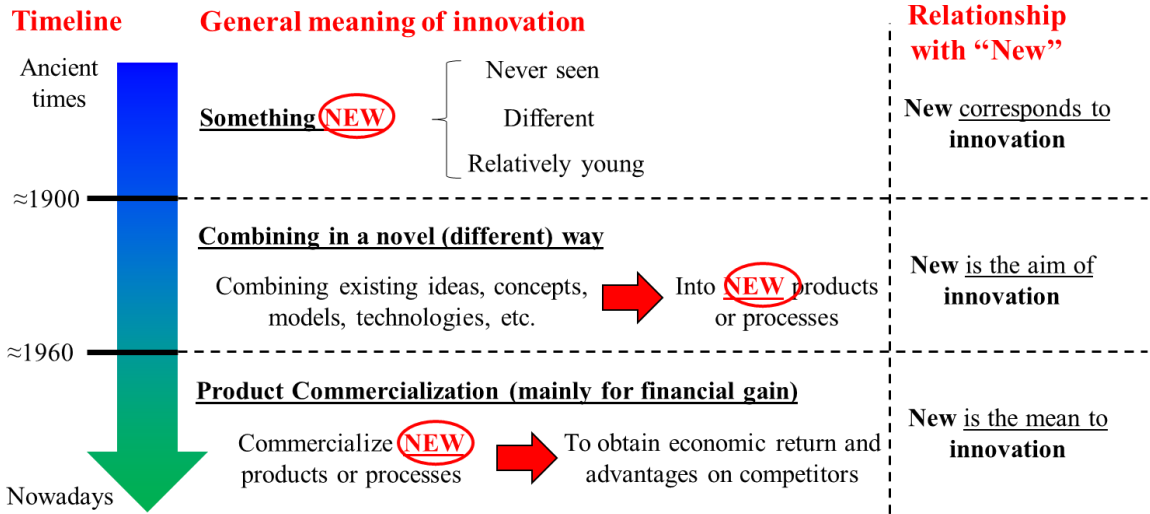 Timeline
General meaning of innovation
Relationship
with “New”
Ancient
times
Something NEW
Never seen
Different
Relatively young
New corresponds to
innovation
≈1900
Combining in a novel (different) way
Combining existing ideas, concepts,
models, technologies, etc.
Into NEW products
or processes
New is the aim of
innovation
≈1960
Product Commercialization (mainly for financial gain)
Commercialize NEW
products or processes
To obtain economic return and
advantages on competitors
New is the mean to
innovation
Nowadays